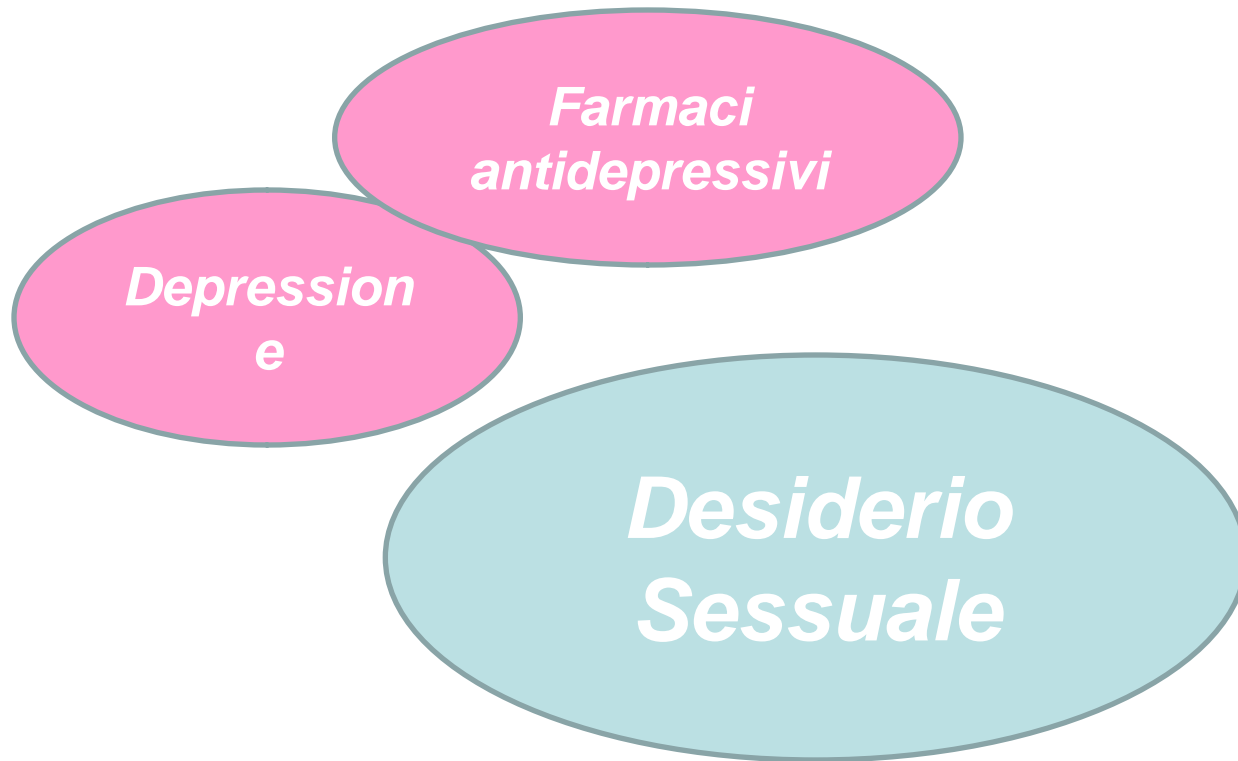 Farmaci
antidepressivi
Depression
e
Desiderio
Sessuale